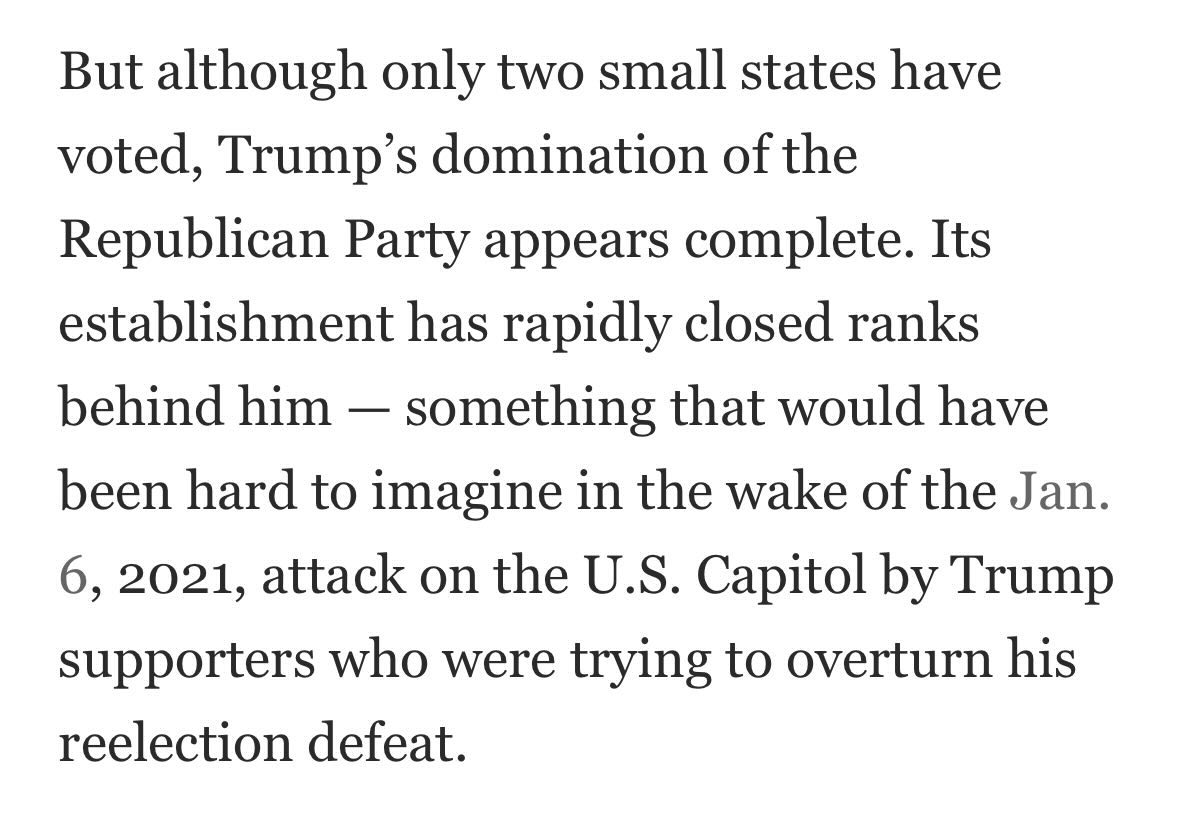 But although only two small states have
voted, Trump’s domination of the
Republican Party appears complete. Its
establishment has rapidly closed ranks
behind him — something that would have
been hard to imagine in the wake of the Jan.
6, 2021, attack on the U.S. Capitol by Trump
supporters who were trying to overturn his
reelection defeat.